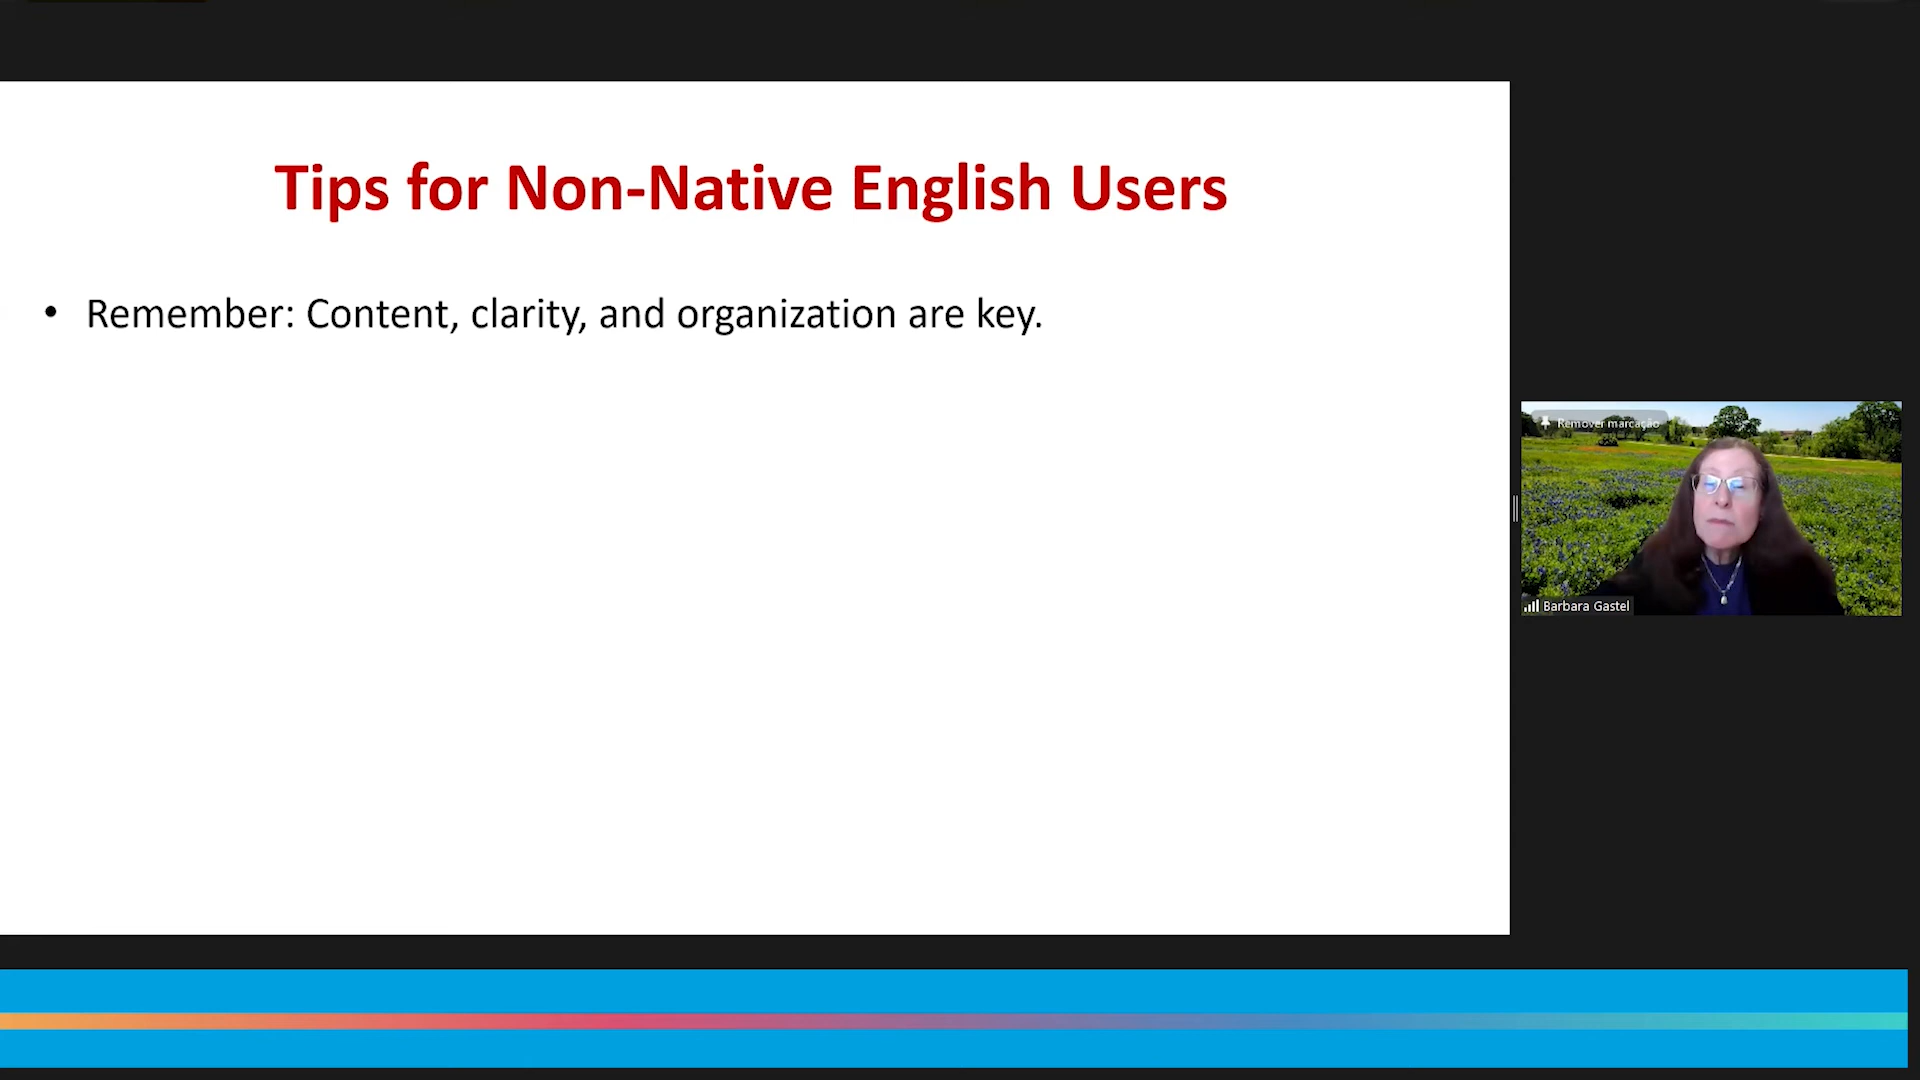 Tips for Non-Native English Users
• Remember: Content, clarity, and organization are key.
Remover marcação
Barbara Gastel